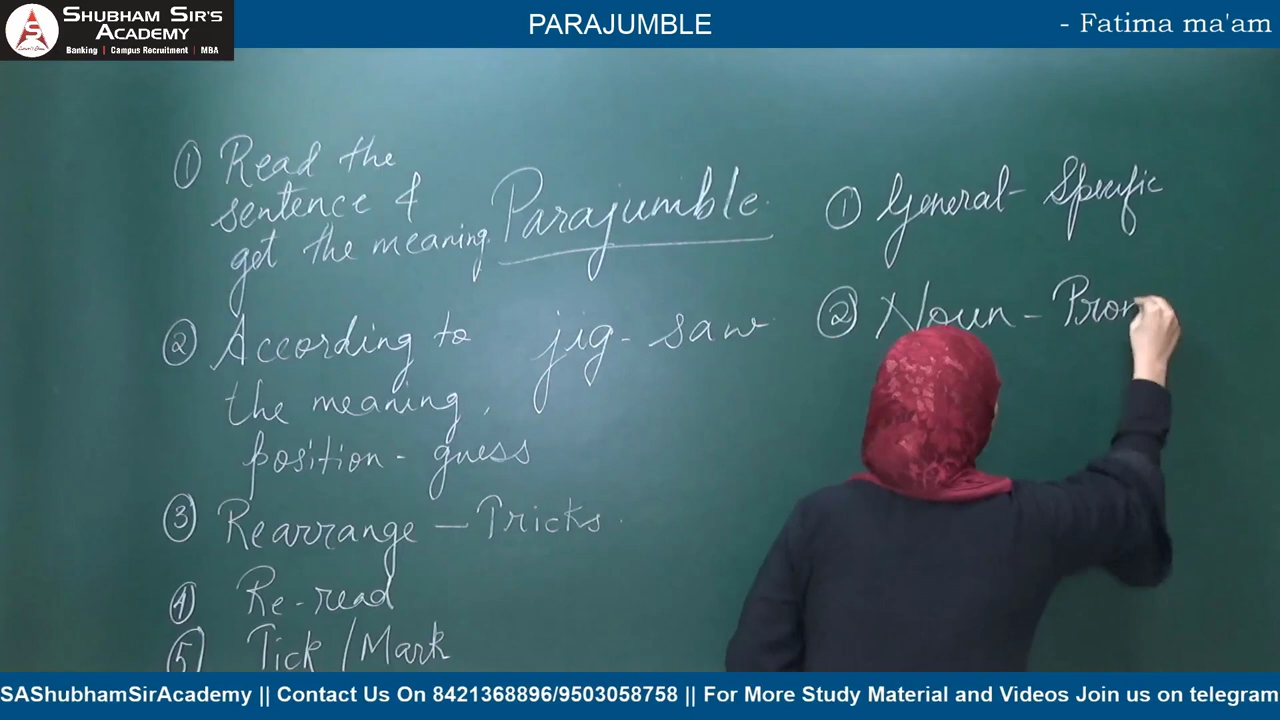 SHUBHAM SIR'S
ACADEMY
Banking | Campus Recruitment | MBA
PARAJUMBLE
- Fatima ma'am
① Read the
sentence &
get the meaning.
② According to
the meaning,
position - guess
③ Rearrange — Tricks.
④ Re-read
⑤ Tick / Mark
Parajumble
jig-saw
① General - Specific
② Noun - Pron
SAShubhamSirAcademy || Contact Us On 8421368896/9503058758 || For More Study Material and Videos Join us on telegram